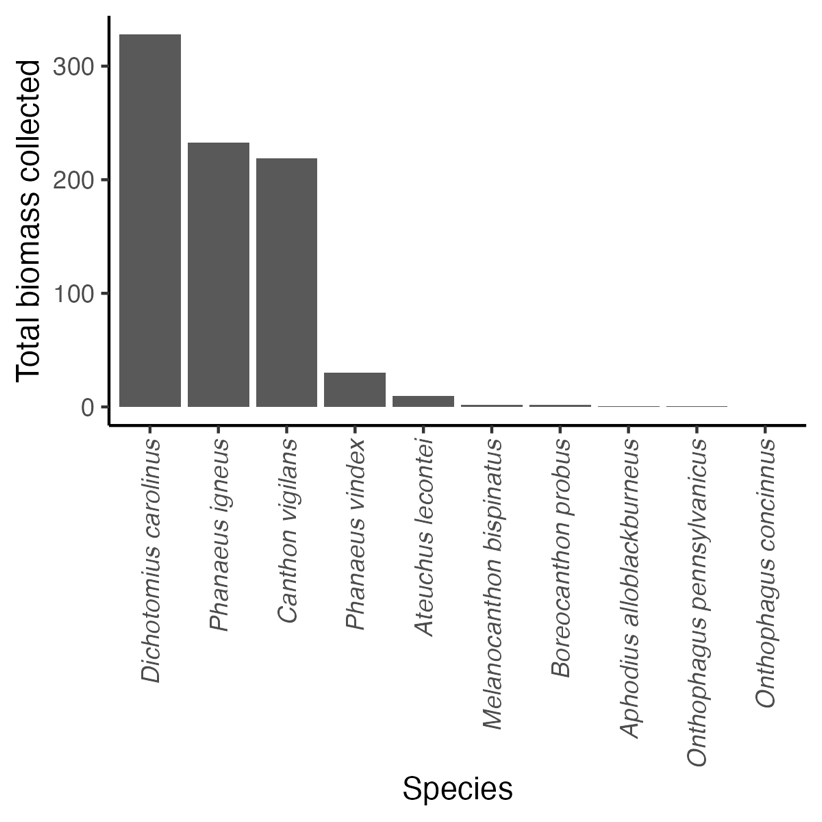 Total biomass collected
300
200
100
0
Dichotomius carolinus
Phanaeus igneus
Canthon vigilans
Phanaeus vindex
Ateuchus lecontei
Melanocanthon bispinatus
Boreocanthon probus
Aphodius alloblackburneus
Onthophagus pennsylvanicus
Onthophagus concinnus
Species